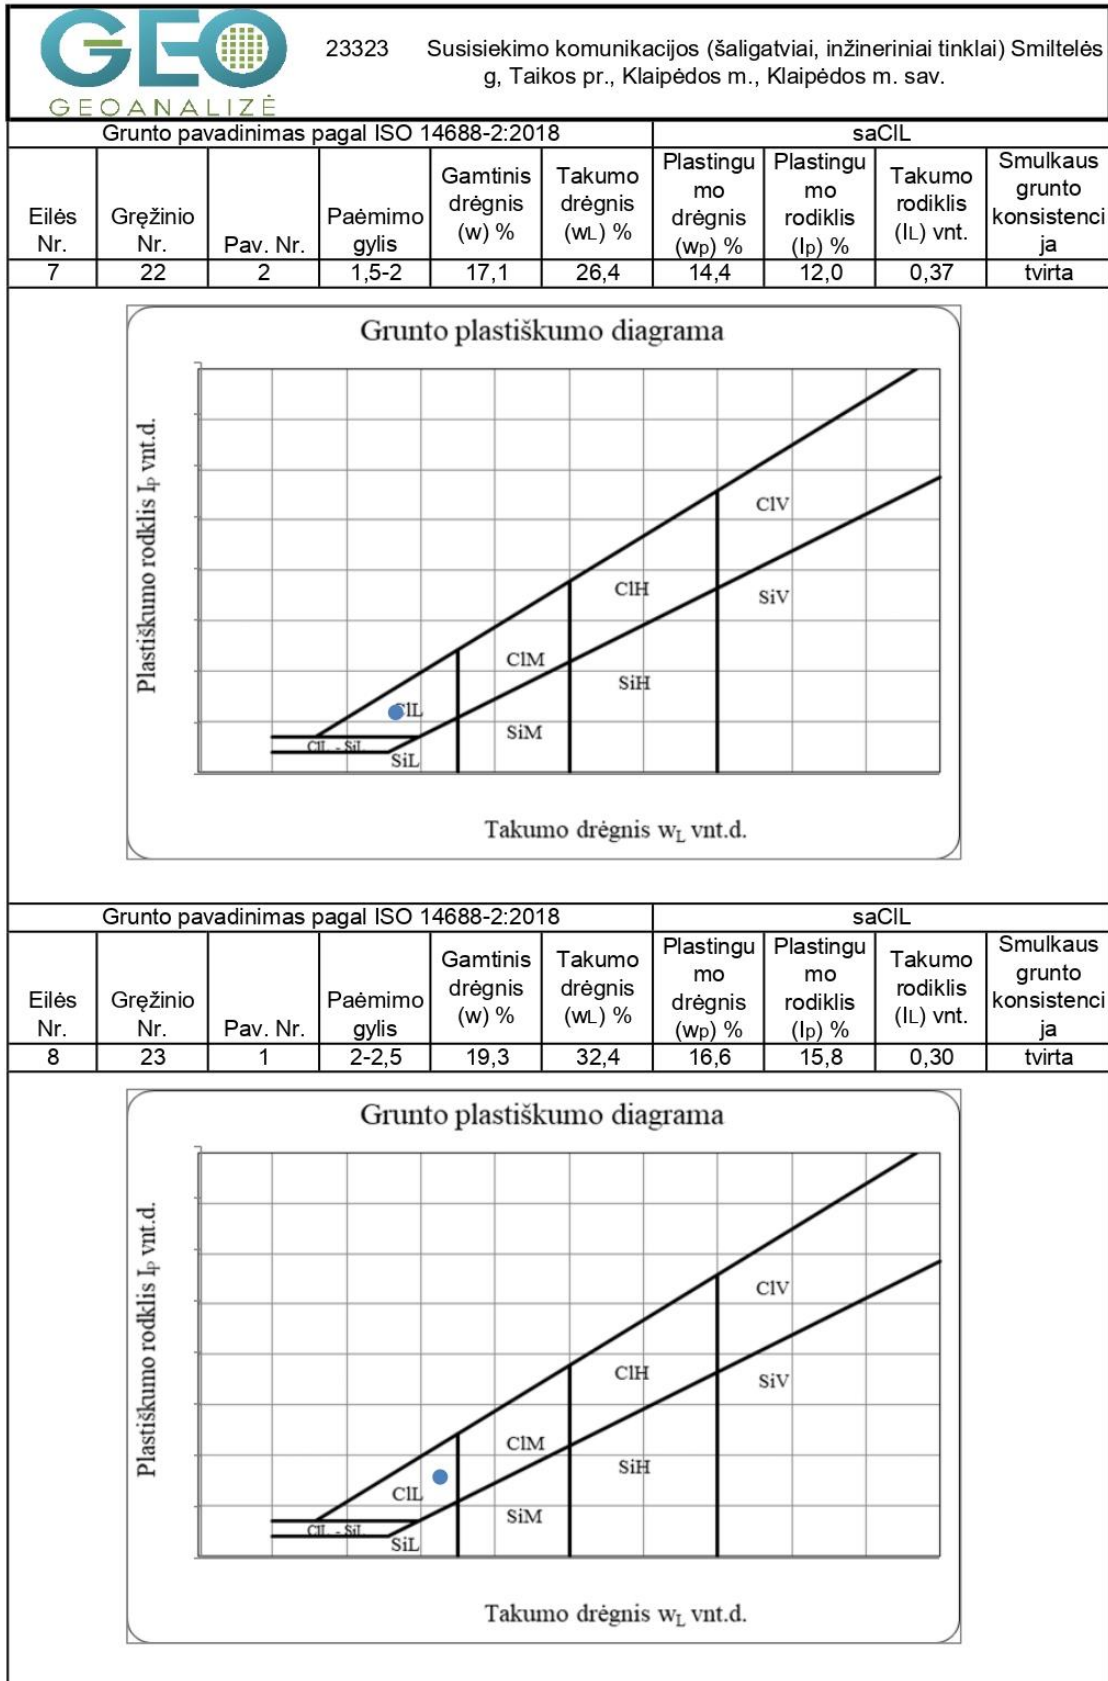 GEO
GEOANALIZĖ
23323 Susisiekimo komunikacijos (šaligatviai, inžineriniai tinklai) Smiltelės
g, Taikos pr., Klaipėdos m., Klaipėdos m. sav.
Grunto pavadinimas pagal ISO 14688-2:2018 saClL
Eilės Nr. Gręžinio Nr. Pav. Nr. Paėmimo gylis Gamtinis drėgnis (w) % Takumo drėgnis (wL) % Plastingumo drėgnis (wp) % Plastingumo rodiklis (Ip) % Takumo rodiklis (IL) vnt. Smulkaus grunto konsistencija
7 22 2 1,5-2 17,1 26,4 14,4 12,0 0,37 tvirta
Grunto plastiškumo diagrama
Plastiškumo rodklis Ip vnt.d.
ClV
ClH
SiV
ClM
SiH
ClL
SiM
ClL - SiL
SiL
Takumo drėgnis wL vnt.d.
Grunto pavadinimas pagal ISO 14688-2:2018 saClL
Eilės Nr. Gręžinio Nr. Pav. Nr. Paėmimo gylis Gamtinis drėgnis (w) % Takumo drėgnis (wL) % Plastingumo drėgnis (wp) % Plastingumo rodiklis (Ip) % Takumo rodiklis (IL) vnt. Smulkaus grunto konsistencija
8 23 1 2-2,5 19,3 32,4 16,6 15,8 0,30 tvirta
Grunto plastiškumo diagrama
Plastiškumo rodklis Ip vnt.d.
ClV
ClH
SiV
ClM
SiH
ClL
SiM
ClL - SiL
SiL
Takumo drėgnis wL vnt.d.